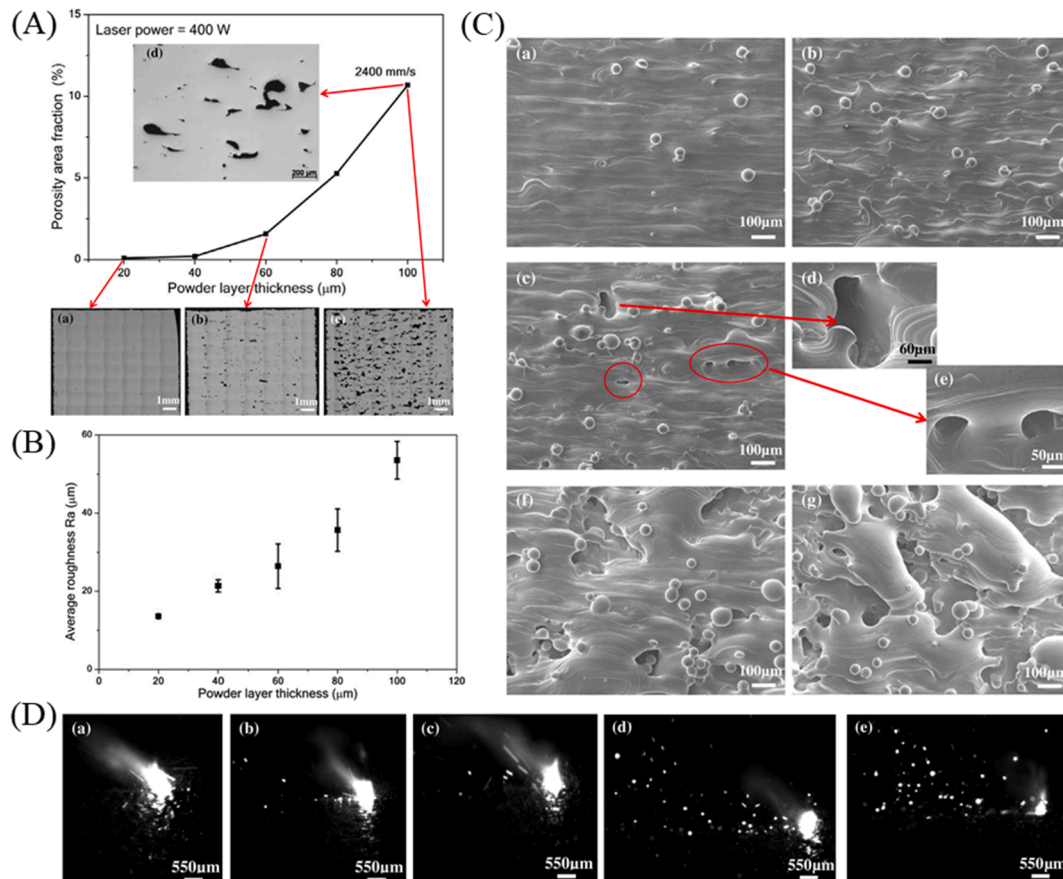 (A)
Laser power = 400 W
(d)
2400 mm/s
200 μm
15
10
5
0
Porosity area fraction (%)
20 40 60 80 100
Powder layer thickness (μm)
(a)
1mm
(b)
1mm
1mm
(B)
60
40
20
0
Average roughness Ra (μm)
0 20 40 60 80 100 120
Powder layer thickness (μm)
(C)
(a)
100μm
(b)
100μm
(c)
100μm
(d)
60μm
(e)
50μm
(f)
100μm
(g)
100μm
(D)
(a)
550μm
(b)
550μm
(c)
550μm
(d)
550μm
(e)
550μm